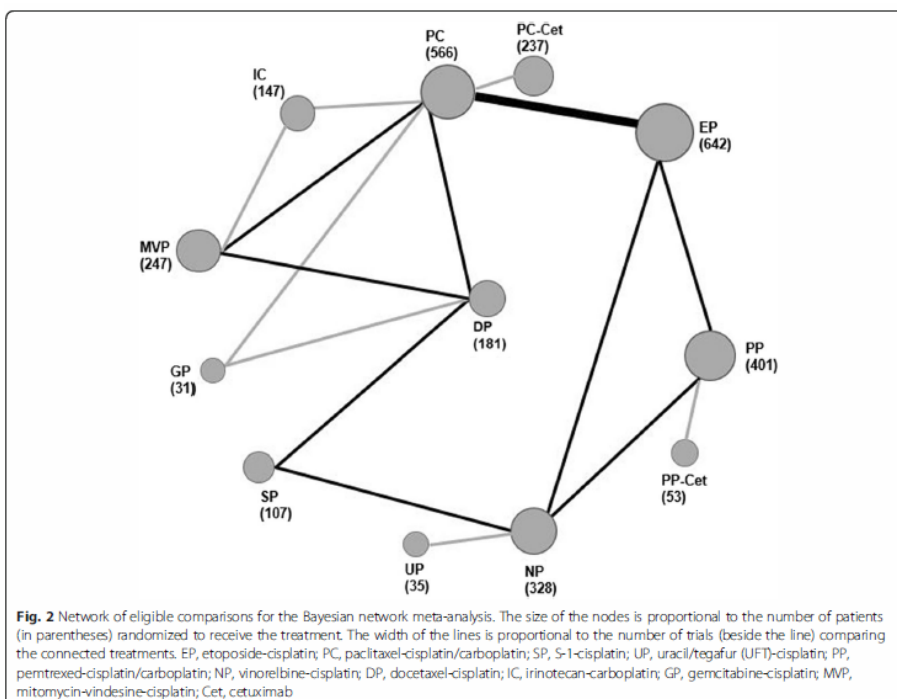 PC
(566)
PC-Cet
(237)
IC
(147)
EP
(642)
MVP
(247)
DP
(181)
GP
(31)
PP
(401)
PP-Cet
(53)
SP
(107)
UP
(35)
NP
(328)
Fig. 2 Network of eligible comparisons for the Bayesian network meta-analysis. The size of the nodes is proportional to the number of patients
(in parentheses) randomized to receive the treatment. The width of the lines is proportional to the number of trials (beside the line) comparing
the connected treatments. EP, etoposide-cisplatin; PC, paclitaxel-cisplatin/carboplatin; SP, S-1-cisplatin; UP, uracil/tegafur (UFT)-cisplatin; PP,
pemtrexed-cisplatin/carboplatin; NP, vinorelbine-cisplatin; DP, docetaxel-cisplatin; IC, irinotecan-carboplatin; GP, gemcitabine-cisplatin; MVP,
mitomycin-vindesine-cisplatin; Cet, cetuximab